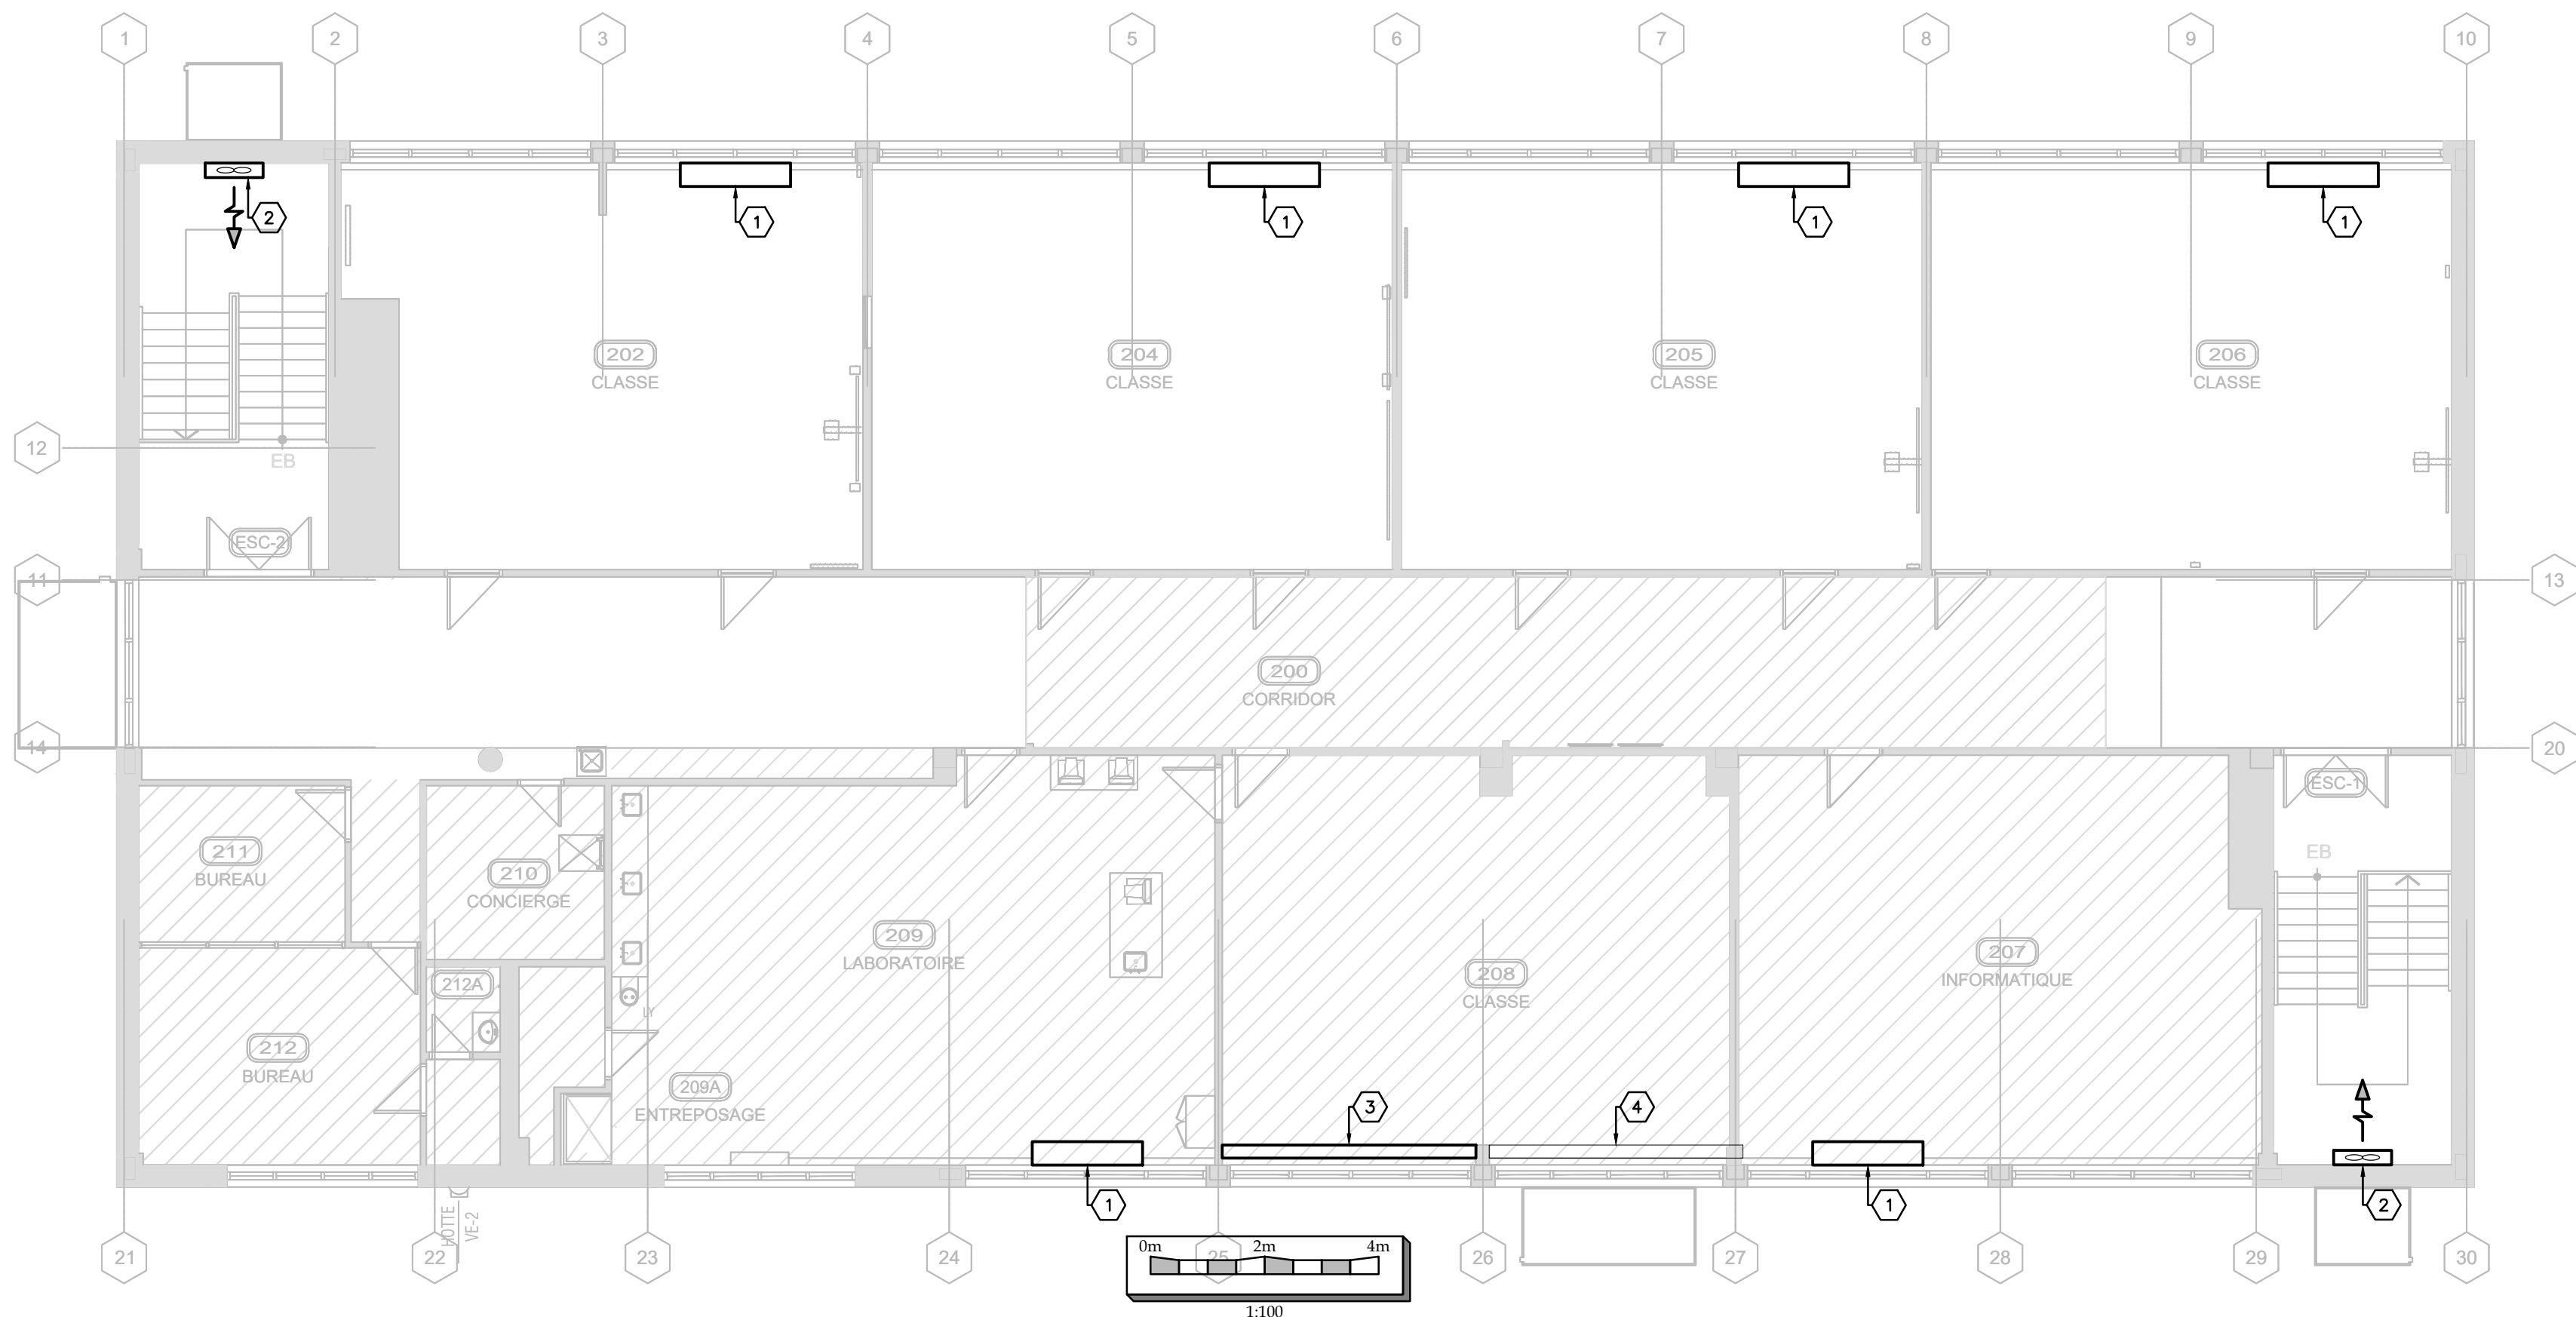 1 2 3 4 5 6 7 8 9 10
2
1 1 1 1
202
CLASSE
204
CLASSE
205
CLASSE
206
CLASSE
12
EB
ESC-2
11
13
200
CORRIDOR
14
20
ESC-1
211
BUREAU
210
CONCIERGE
EB
209
LABORATOIRE
207
INFORMATIQUE
208
CLASSE
212A
LY
212
BUREAU
209A
ENTREPOSAGE
3
4
1 1 2
HOTTE
VE-2
21 22 23 24 25 26 27 28 29 30
0m 2m 4m
1:100